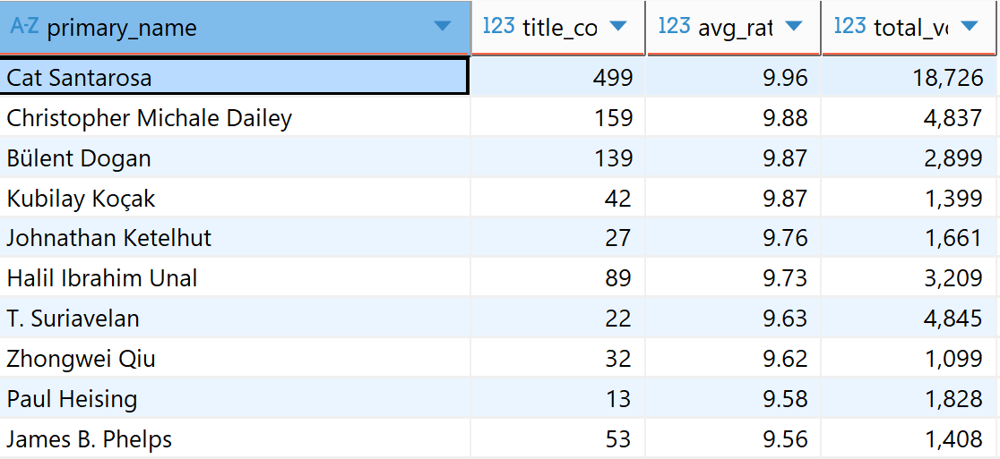 A-Z primary_name 123 title_co 123 avg_rat 123 total_v
Cat Santarosa 499 9.96 18,726
Christopher Michale Dailey 159 9.88 4,837
Bülent Dogan 139 9.87 2,899
Kubilay Koçak 42 9.87 1,399
Johnathan Ketelhut 27 9.76 1,661
Halil Ibrahim Unal 89 9.73 3,209
T. Suriavelan 22 9.63 4,845
Zhongwei Qiu 32 9.62 1,099
Paul Heising 13 9.58 1,828
James B. Phelps 53 9.56 1,408